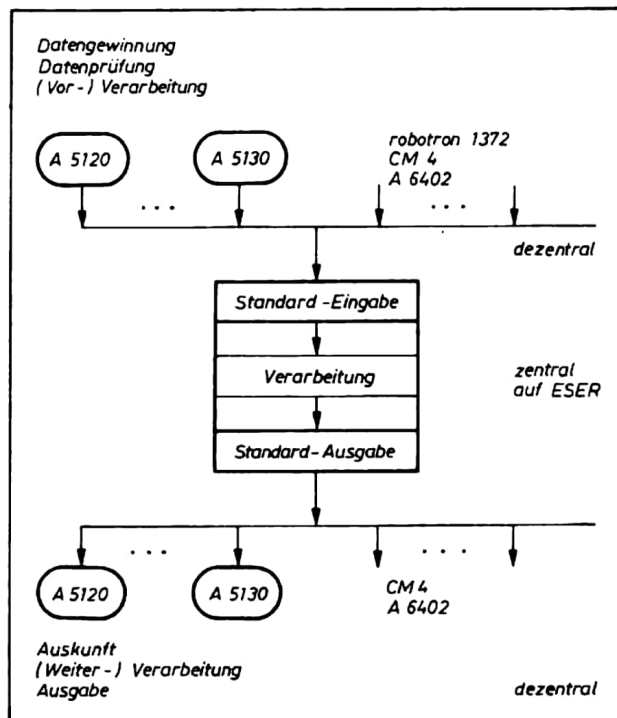 Datengewinnung
Datenprüfung
(Vor-) Verarbeitung
A 5120
A 5130
robotron 1372
CM 4
A 6402
. . .
. . .
dezentral
Standard-Eingabe
Verarbeitung
zentral
auf ESER
Standard-Ausgabe
. . .
. . .
A 5120
A 5130
CM 4
A 6402
Auskunft
(Weiter-) Verarbeitung
Ausgabe
dezentral